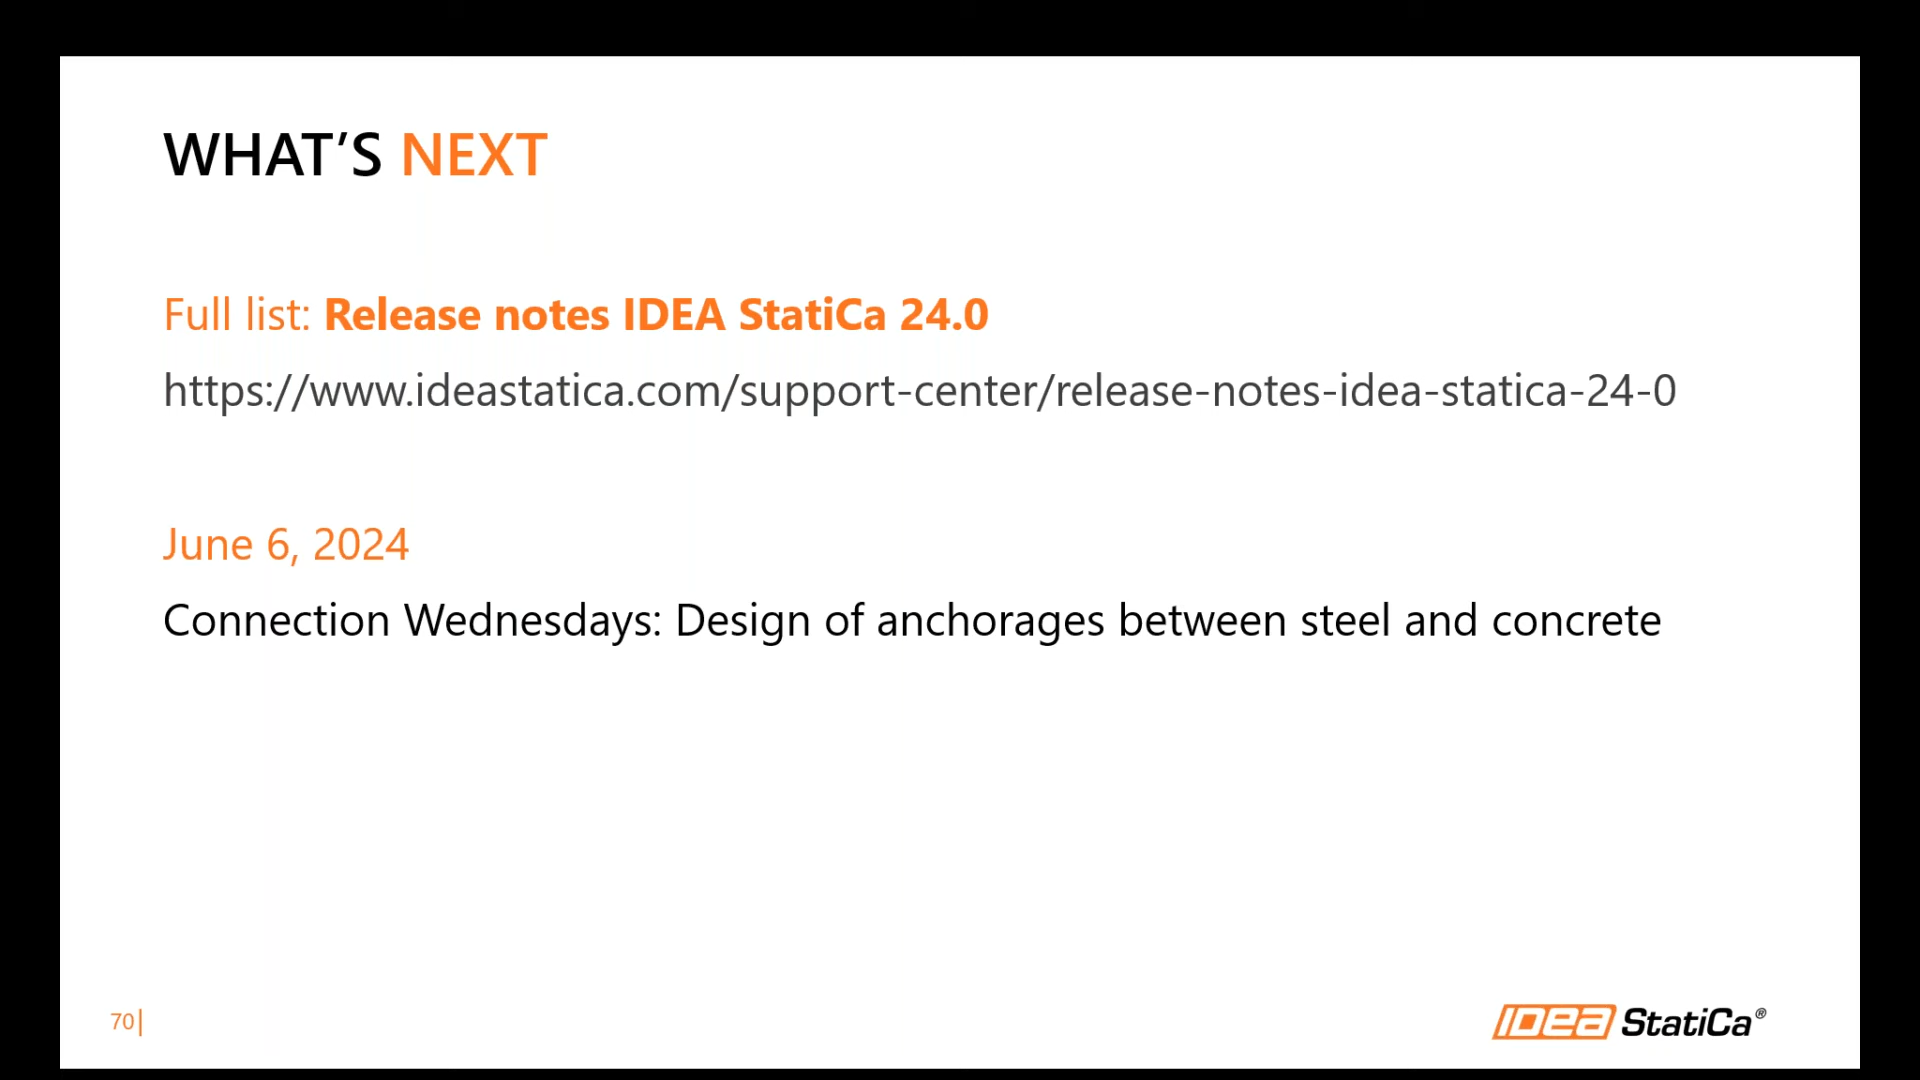 WHAT’S NEXT
Full list: Release notes IDEA StatiCa 24.0
https://www.ideastatica.com/support-center/release-notes-idea-statica-24-0
June 6, 2024
Connection Wednesdays: Design of anchorages between steel and concrete
70|
IDEA StatiCa®